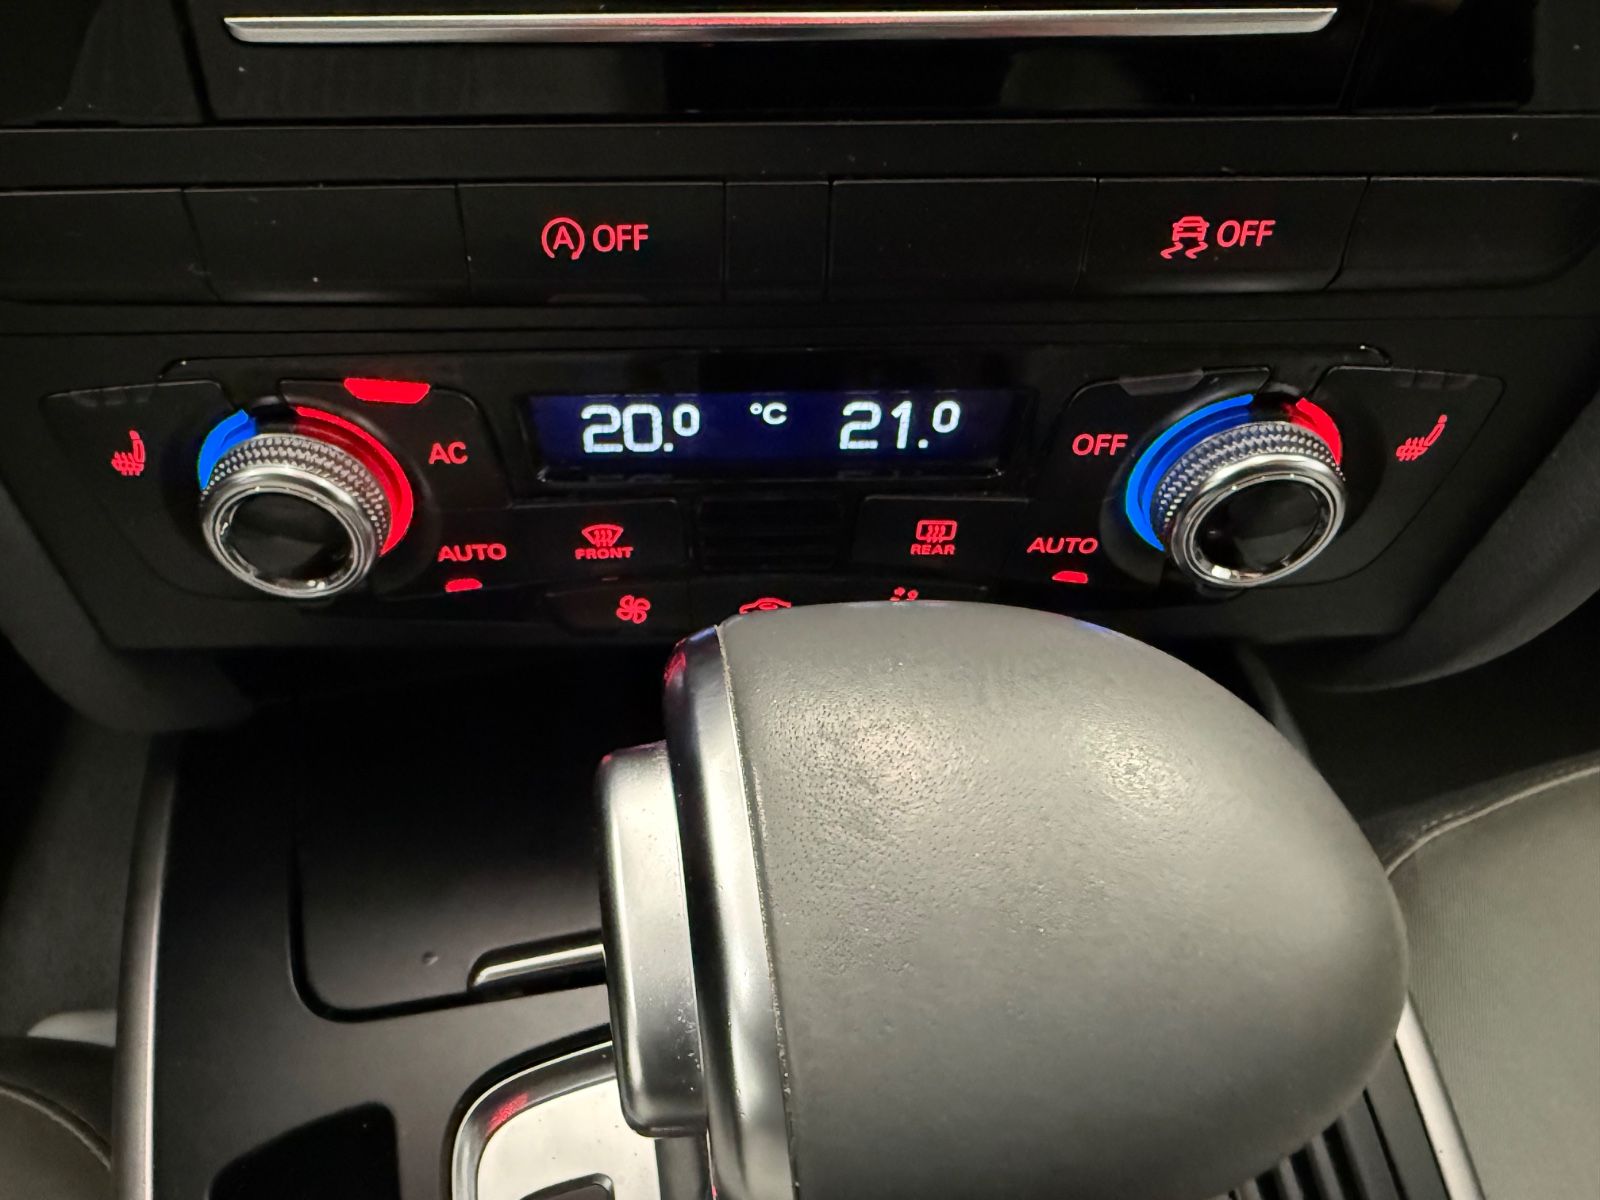 A OFF
OFF
20.0 °C 21.0
AC
OFF
AUTO
FRONT
REAR
AUTO